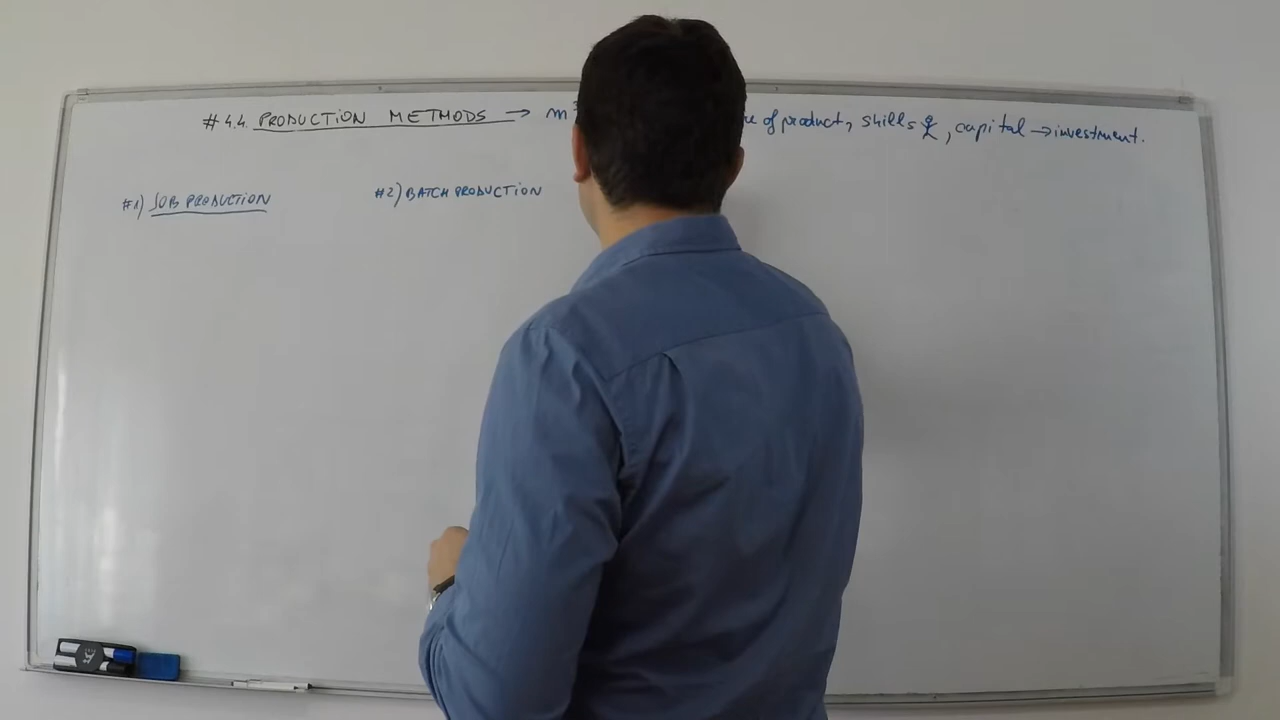 #4.4. PRODUCTION METHODS → of product, skills, capital → investment.
#1) JOB PRODUCTION #2) BATCH PRODUCTION